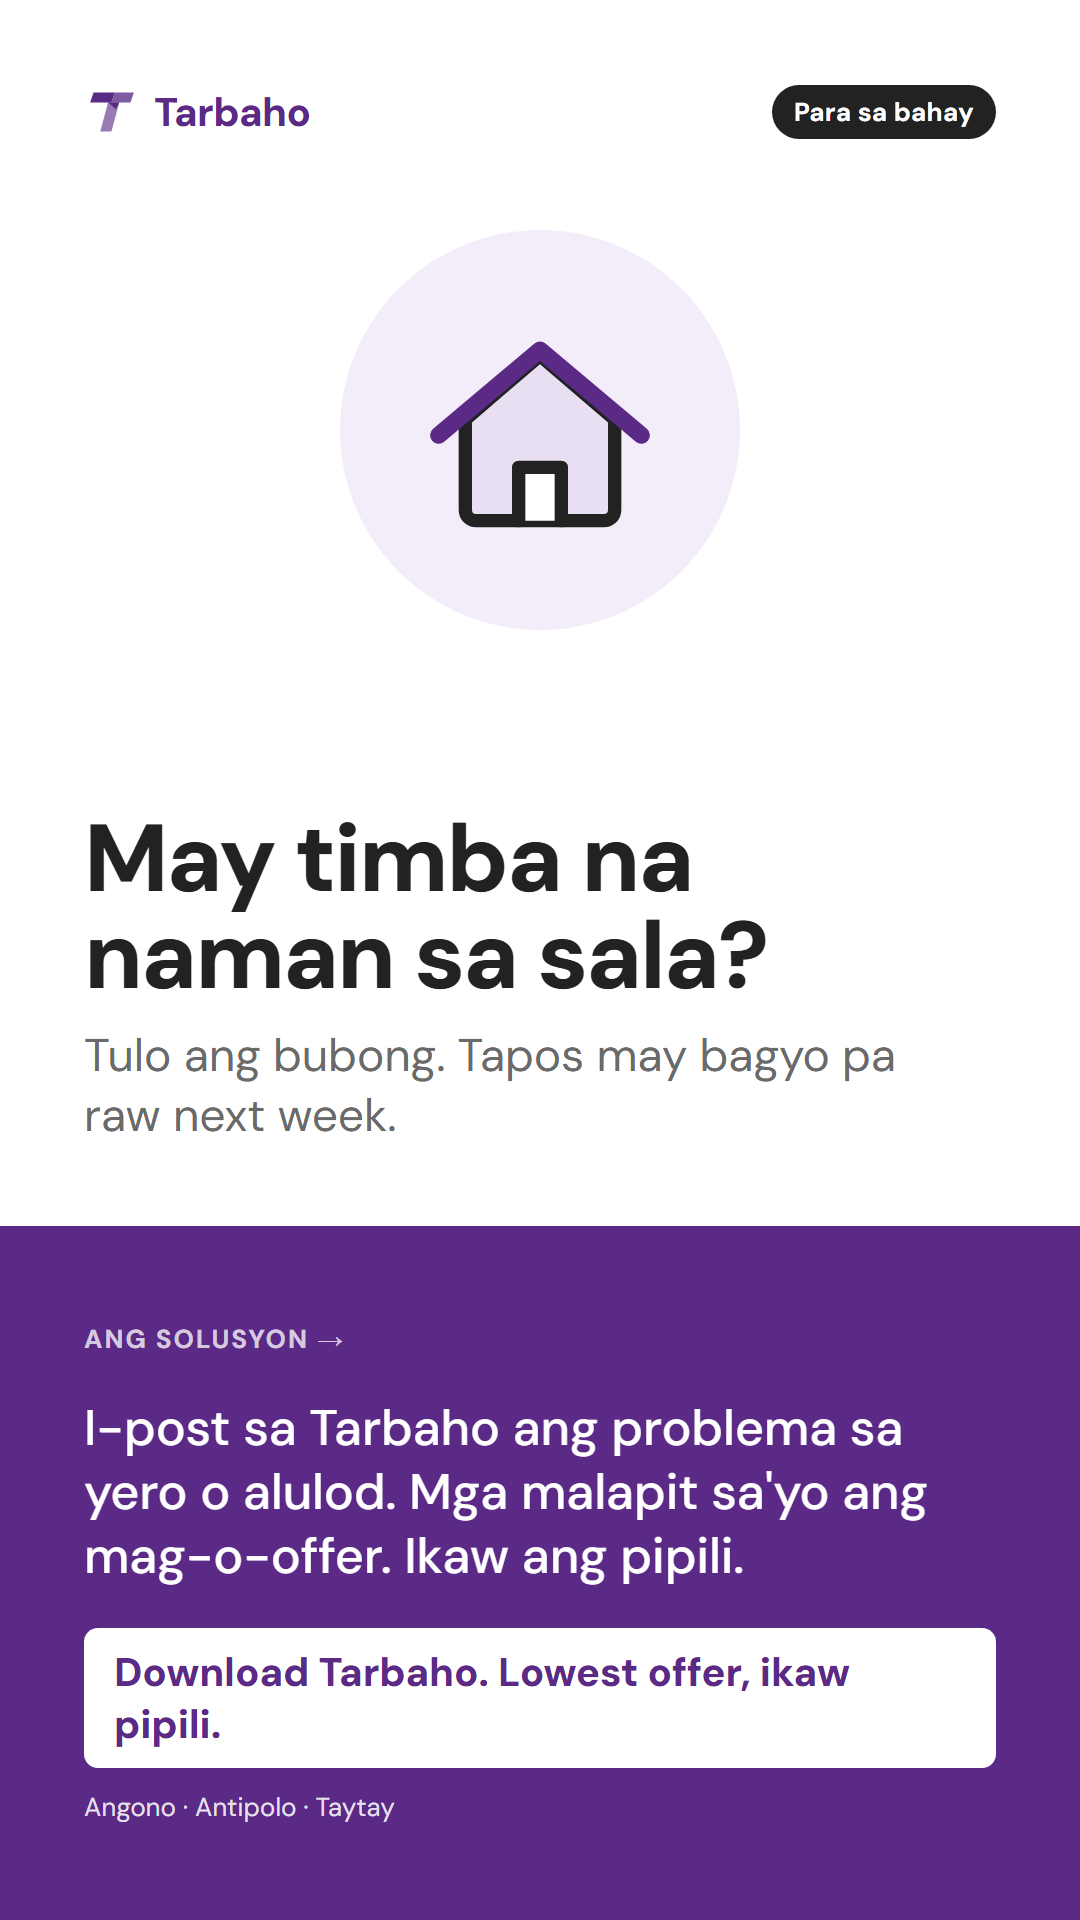 Tarbaho
Para sa bahay
May timba na
naman sa sala?
Tulo ang bubong. Tapos may bagyo pa
raw next week.
ANG SOLUSYON →
I-post sa Tarbaho ang problema sa
yero o alulod. Mga malapit sa'yo ang
mag-o-offer. Ikaw ang pipili.
Download Tarbaho. Lowest offer, ikaw
pipili.
Angono · Antipolo · Taytay